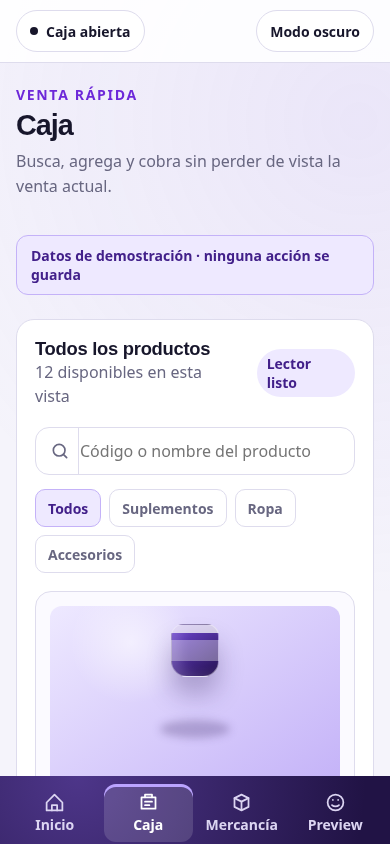 Caja abierta
Modo oscuro
VENTA RÁPIDA
Caja
Busca, agrega y cobra sin perder de vista la
venta actual.
Datos de demostración · ninguna acción se
guarda
Todos los productos
12 disponibles en esta
vista
Lector
listo
Código o nombre del producto
Todos
Suplementos
Ropa
Accesorios
Inicio
Caja
Mercancía
Preview